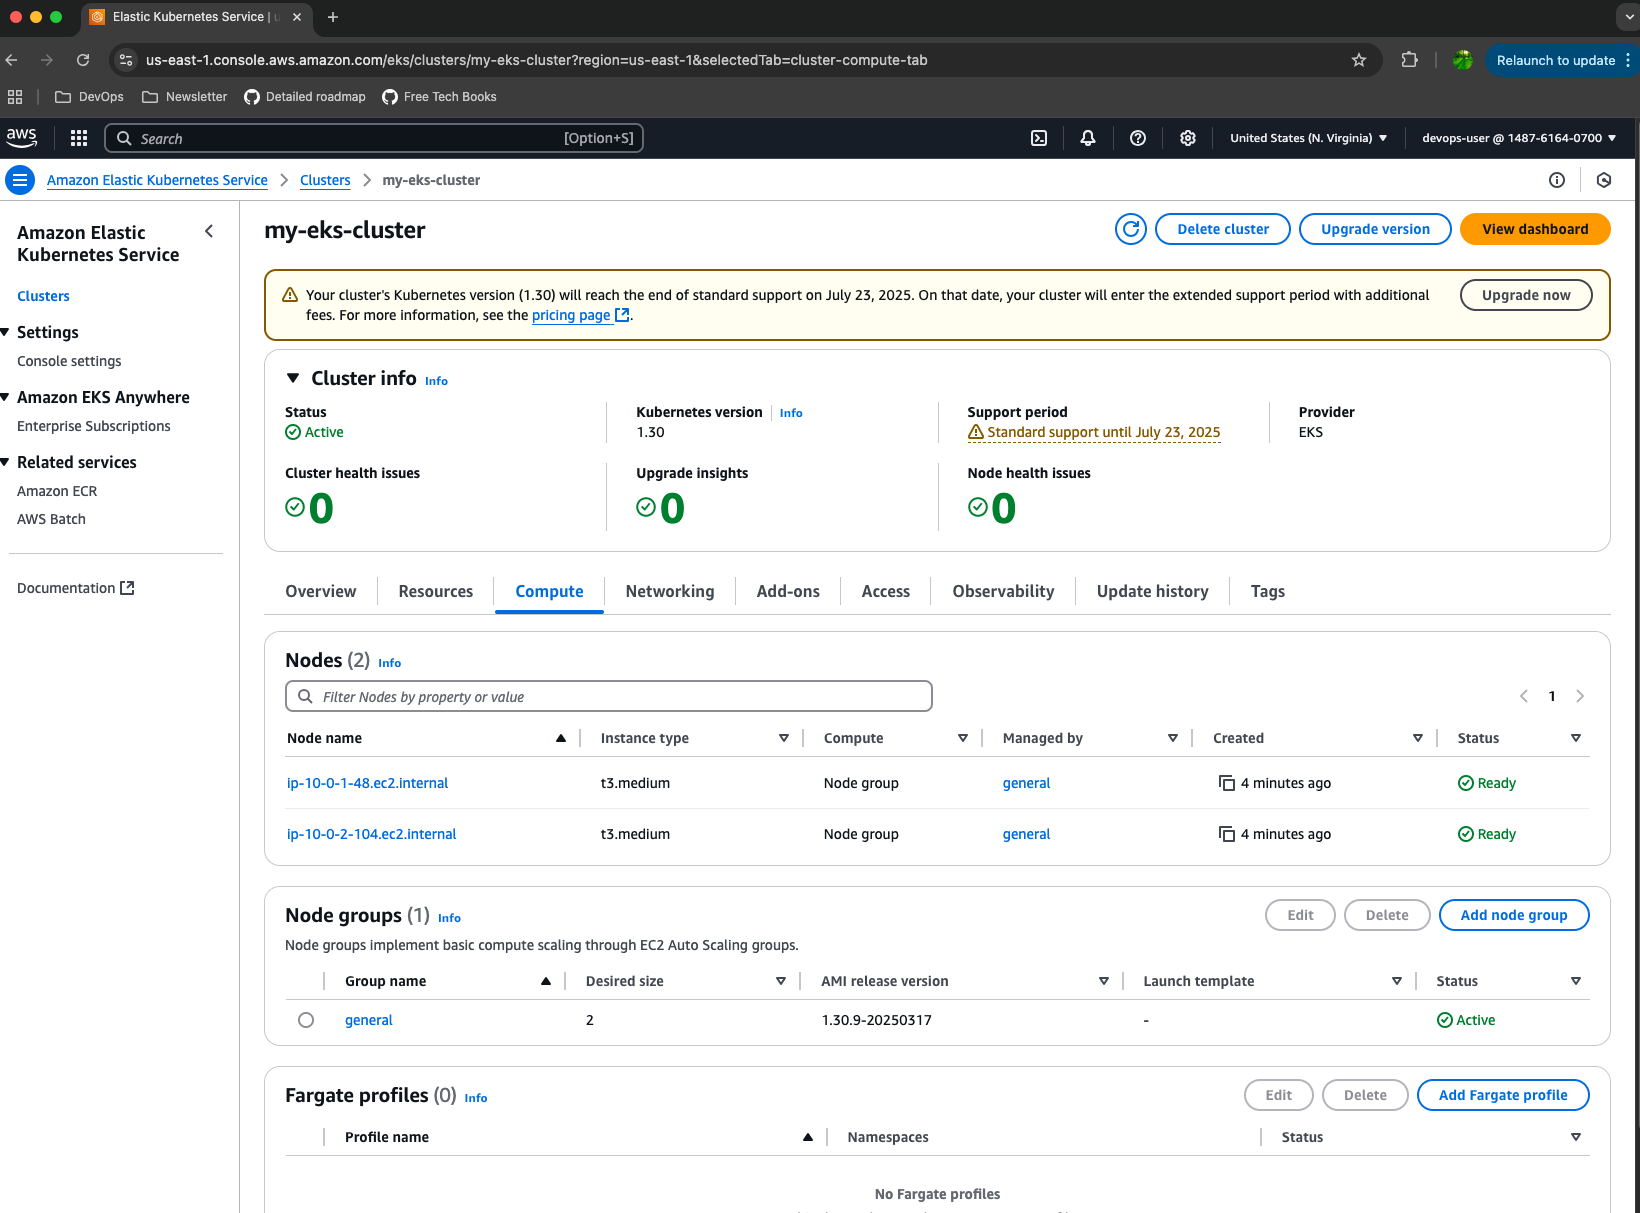 Elastic Kubernetes Service |
us-east-1.console.aws.amazon.com/eks/clusters/my-eks-cluster?region=us-east-1&selectedTab=cluster-compute-tab
Relaunch to update
DevOps Newsletter Detailed roadmap Free Tech Books
aws Search [Option+S] United States (N. Virginia) devops-user @ 1487-6164-0700
Amazon Elastic Kubernetes Service Clusters my-eks-cluster
Amazon Elastic
Kubernetes Service
Clusters
Settings
Console settings
Amazon EKS Anywhere
Enterprise Subscriptions
Related services
Amazon ECR
AWS Batch
Documentation
my-eks-cluster
Delete cluster Upgrade version View dashboard
Your cluster's Kubernetes version (1.30) will reach the end of standard support on July 23, 2025. On that date, your cluster will enter the extended support period with additional
fees. For more information, see the pricing page.
Upgrade now
Cluster info Info
Status
Active
Kubernetes version Info
1.30
Support period
Standard support until July 23, 2025
Provider
EKS
Cluster health issues
0
Upgrade insights
0
Node health issues
0
Overview Resources Compute Networking Add-ons Access Observability Update history Tags
Nodes (2) Info
Filter Nodes by property or value
1
Node name Instance type Compute Managed by Created Status
ip-10-0-1-48.ec2.internal t3.medium Node group general 4 minutes ago Ready
ip-10-0-2-104.ec2.internal t3.medium Node group general 4 minutes ago Ready
Node groups (1) Info
Edit Delete Add node group
Node groups implement basic compute scaling through EC2 Auto Scaling groups.
Group name Desired size AMI release version Launch template Status
general 2 1.30.9-20250317 - Active
Fargate profiles (0) Info
Edit Delete Add Fargate profile
Profile name Namespaces Status
No Fargate profiles